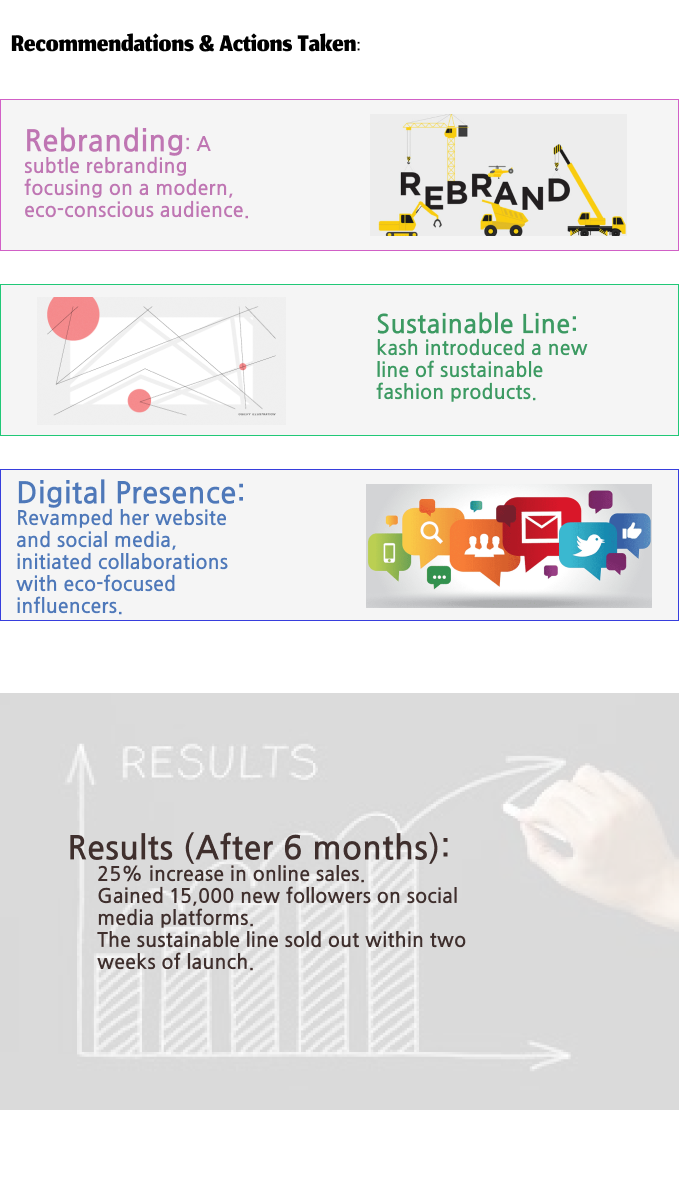 Recommendations & Actions Taken:
Rebranding: A
subtle rebranding
focusing on a modern,
eco-conscious audience.
REBRAND
Sustainable Line:
kash introduced a new
line of sustainable
fashion products.
Digital Presence:
Revamped her website
and social media,
initiated collaborations
with eco-focused
influencers.
RESULTS
Results (After 6 months):
25% increase in online sales.
Gained 15,000 new followers on social
media platforms.
The sustainable line sold out within two
weeks of launch.